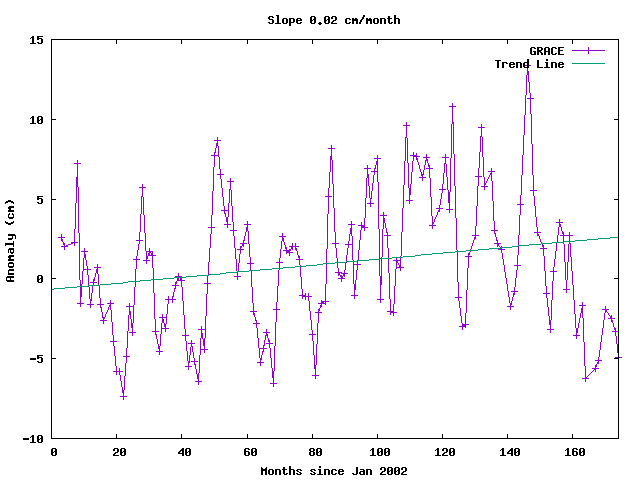 Slope 0.02 cm/month
GRACE
Trend Line
15
10
5
0
-5
-10
Anomaly (cm)
0 20 40 60 80 100 120 140 160
Months since Jan 2002